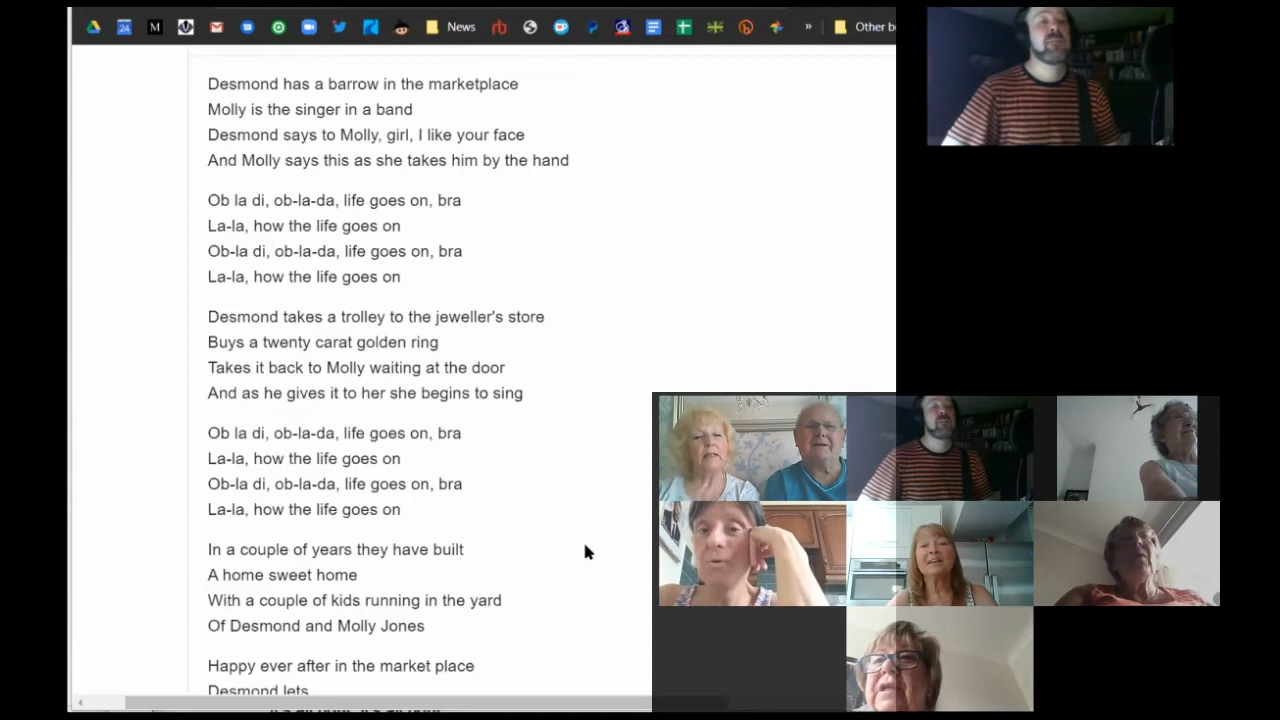 24
M
News
rb
»
Other bo
Desmond has a barrow in the marketplace
Molly is the singer in a band
Desmond says to Molly, girl, I like your face
And Molly says this as she takes him by the hand
Ob la di, ob-la-da, life goes on, bra
La-la, how the life goes on
Ob-la di, ob-la-da, life goes on, bra
La-la, how the life goes on
Desmond takes a trolley to the jeweller's store
Buys a twenty carat golden ring
Takes it back to Molly waiting at the door
And as he gives it to her she begins to sing
Ob la di, ob-la-da, life goes on, bra
La-la, how the life goes on
Ob-la di, ob-la-da, life goes on, bra
La-la, how the life goes on
In a couple of years they have built
A home sweet home
With a couple of kids running in the yard
Of Desmond and Molly Jones
Happy ever after in the market place
Desmond lets